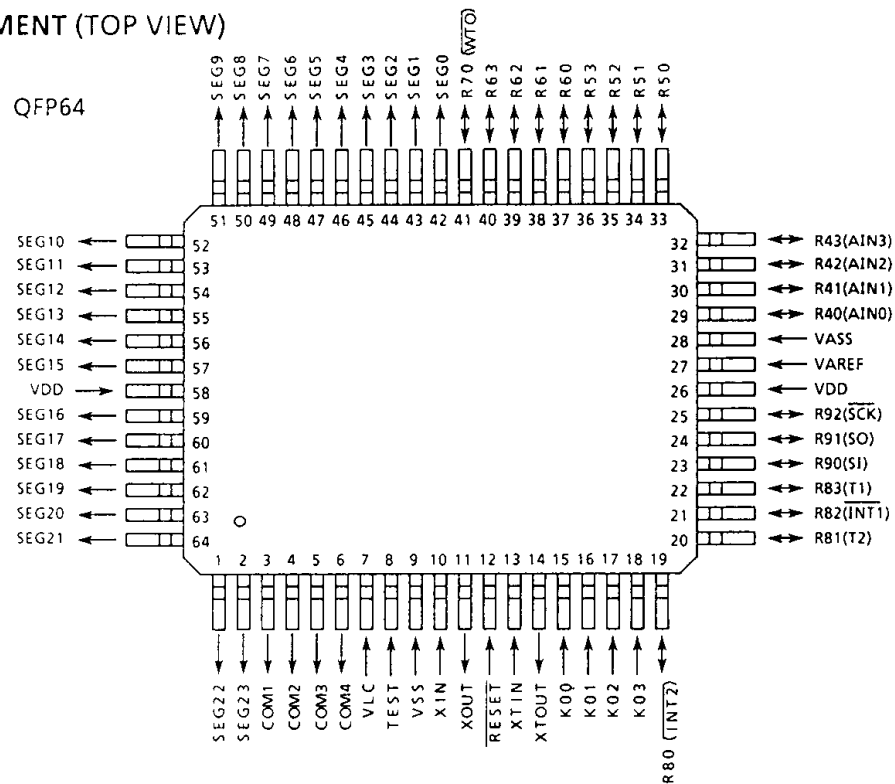 MENT (TOP VIEW)
QFP64
SEG9
SEG8
SEG7
SEG6
SEG5
SEG4
SEG3
SEG2
SEG1
SEG0
R70 (WTO)
R63
R62
R61
R60
R53
R52
R51
R50
51 50 49 48 47 46 45 44 43 42 41 40 39 38 37 36 35 34 33
SEG10 52
SEG11 53
SEG12 54
SEG13 55
SEG14 56
SEG15 57
VDD 58
SEG16 59
SEG17 60
SEG18 61
SEG19 62
SEG20 63
SEG21 64
32 R43(AIN3)
31 R42(AIN2)
30 R41(AIN1)
29 R40(AIN0)
28 VASS
27 VAREF
26 VDD
25 R92(SCK)
24 R91(SO)
23 R90(SI)
22 R83(T1)
21 R82(INT1)
20 R81(T2)
1 2 3 4 5 6 7 8 9 10 11 12 13 14 15 16 17 18 19
SEG22
SEG23
COM1
COM2
COM3
COM4
VLC
TEST
VSS
XIN
XOUT
RESET
XTIN
XTOUT
K00
K01
K02
K03
R80 (INT2)